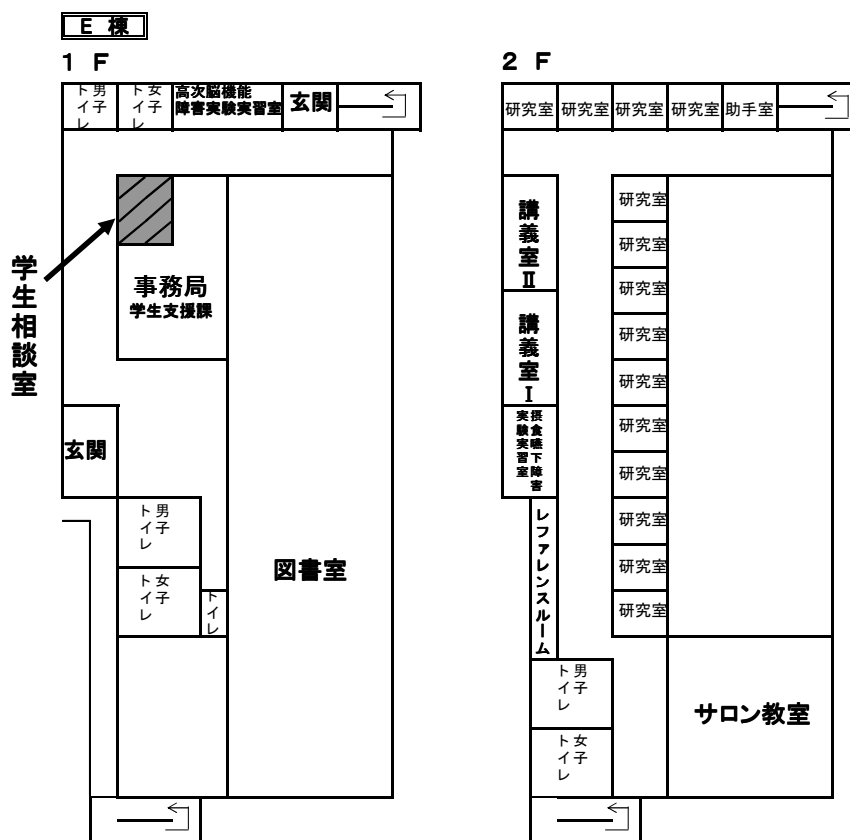 E 棟
1 F
男子トイレ
女子トイレ
高次脳機能
障害実験実習室
玄関
学生相談室
事務局
学生支援課
玄関
男子トイレ
女子トイレ
トイレ
図書室
2 F
研究室
研究室
研究室
研究室
助手室
講義室Ⅱ
講義室Ⅰ
摂食嚥下障害
実験実習室
レファレンスルーム
研究室
研究室
研究室
研究室
研究室
研究室
研究室
研究室
研究室
研究室
男子トイレ
女子トイレ
サロン教室